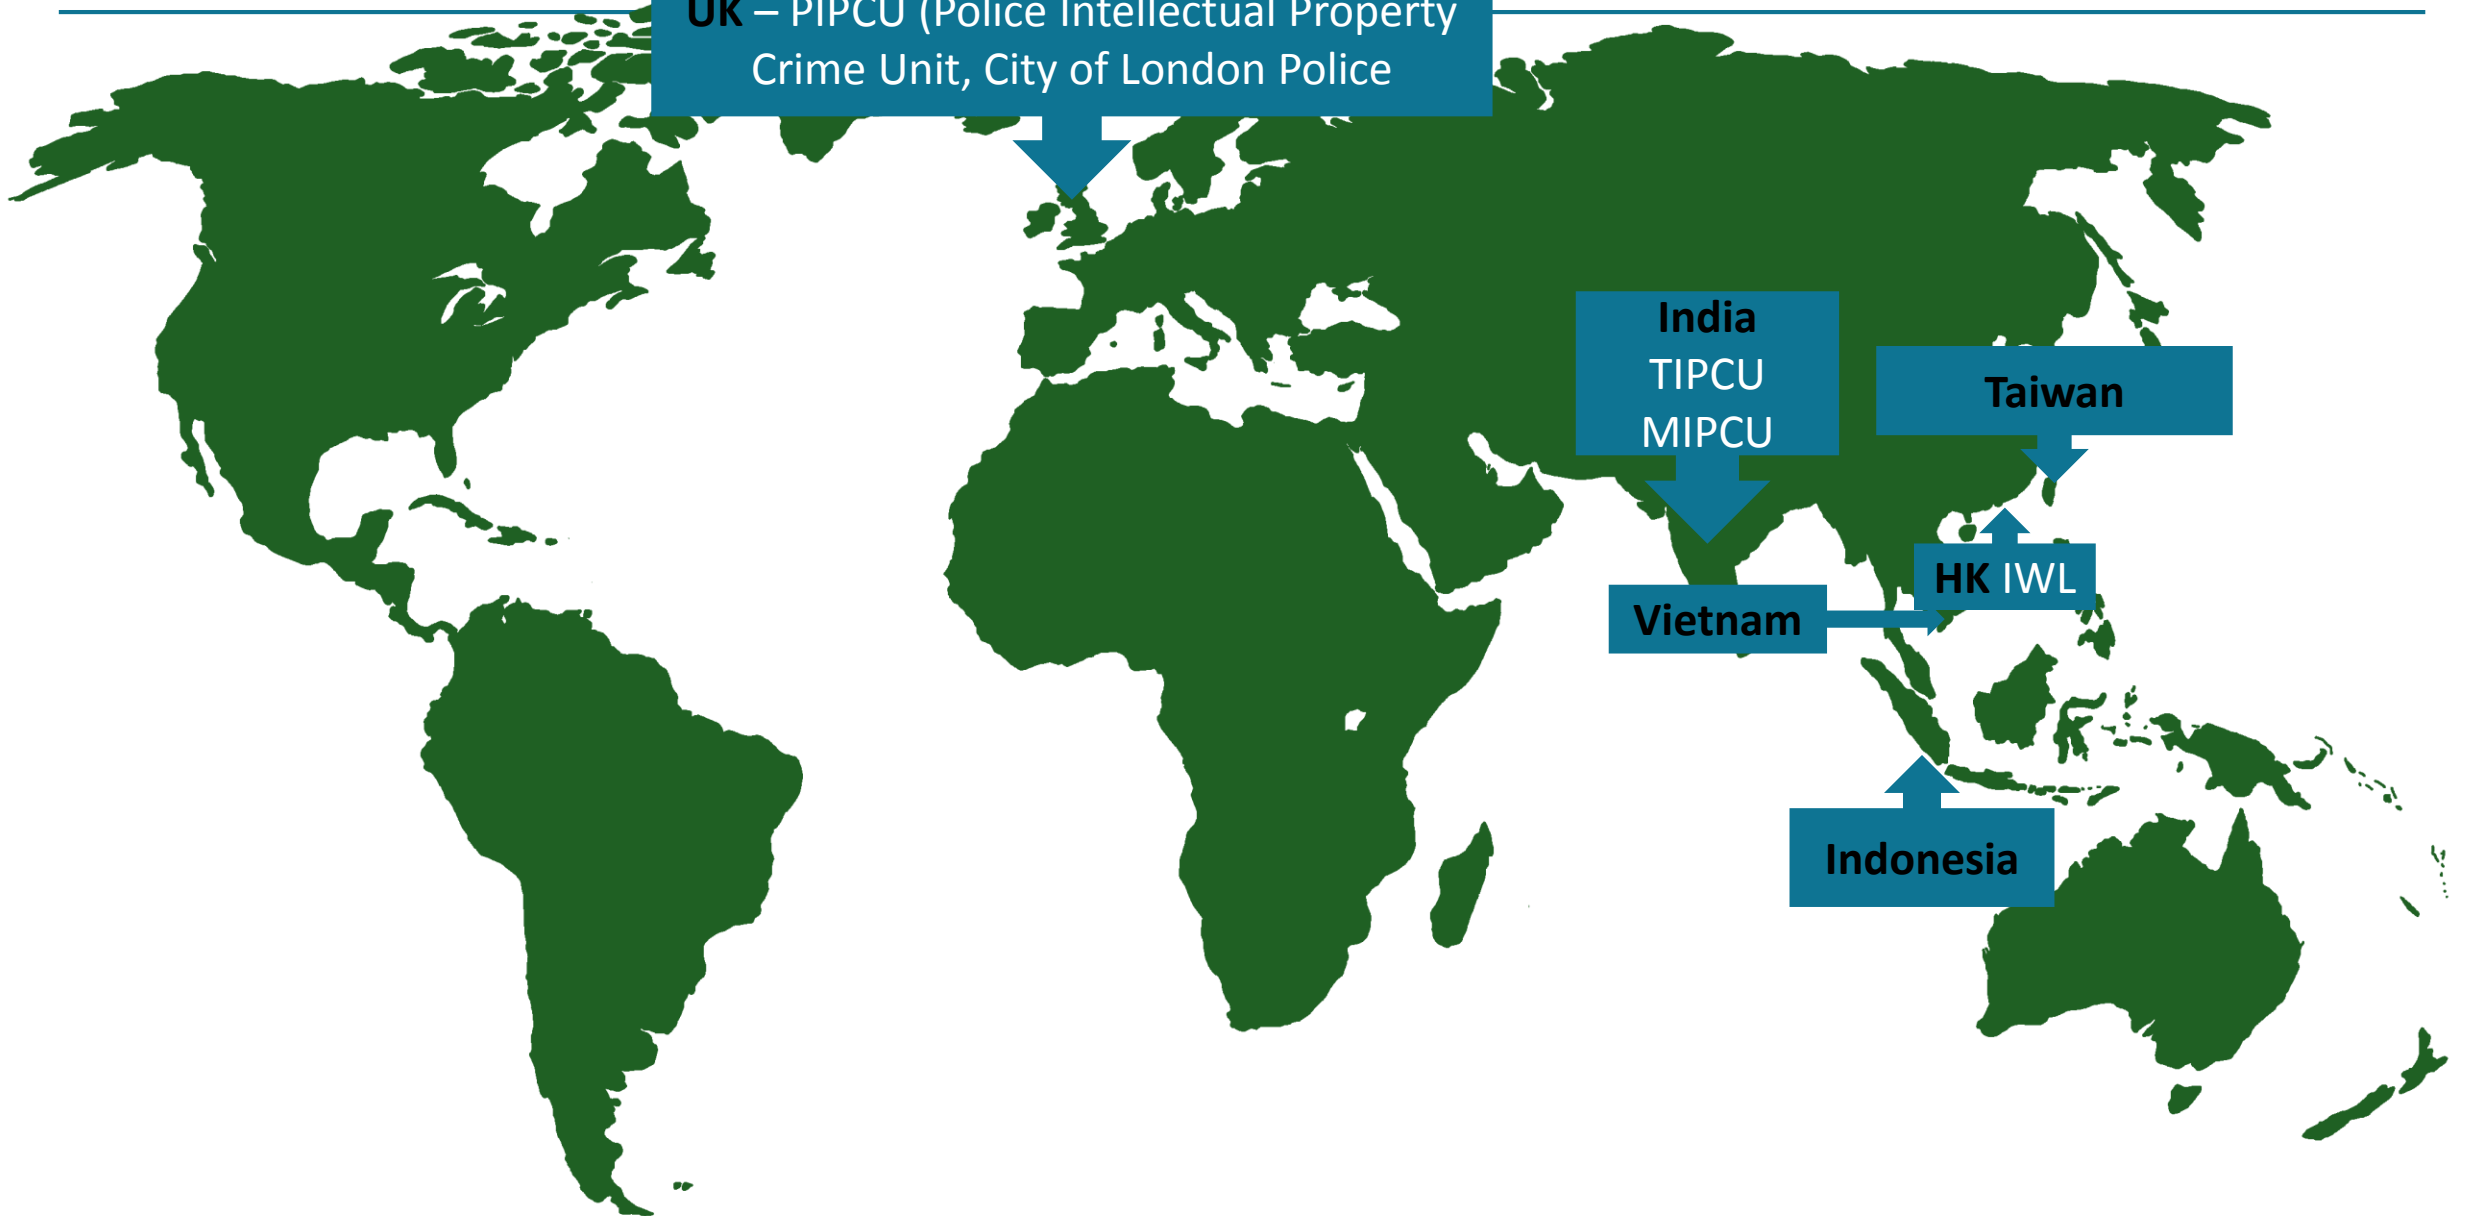 UK – PIPCU (Police Intellectual Property
Crime Unit, City of London Police
India
TIPCU
MIPCU
Taiwan
HK IWL
Vietnam
Indonesia